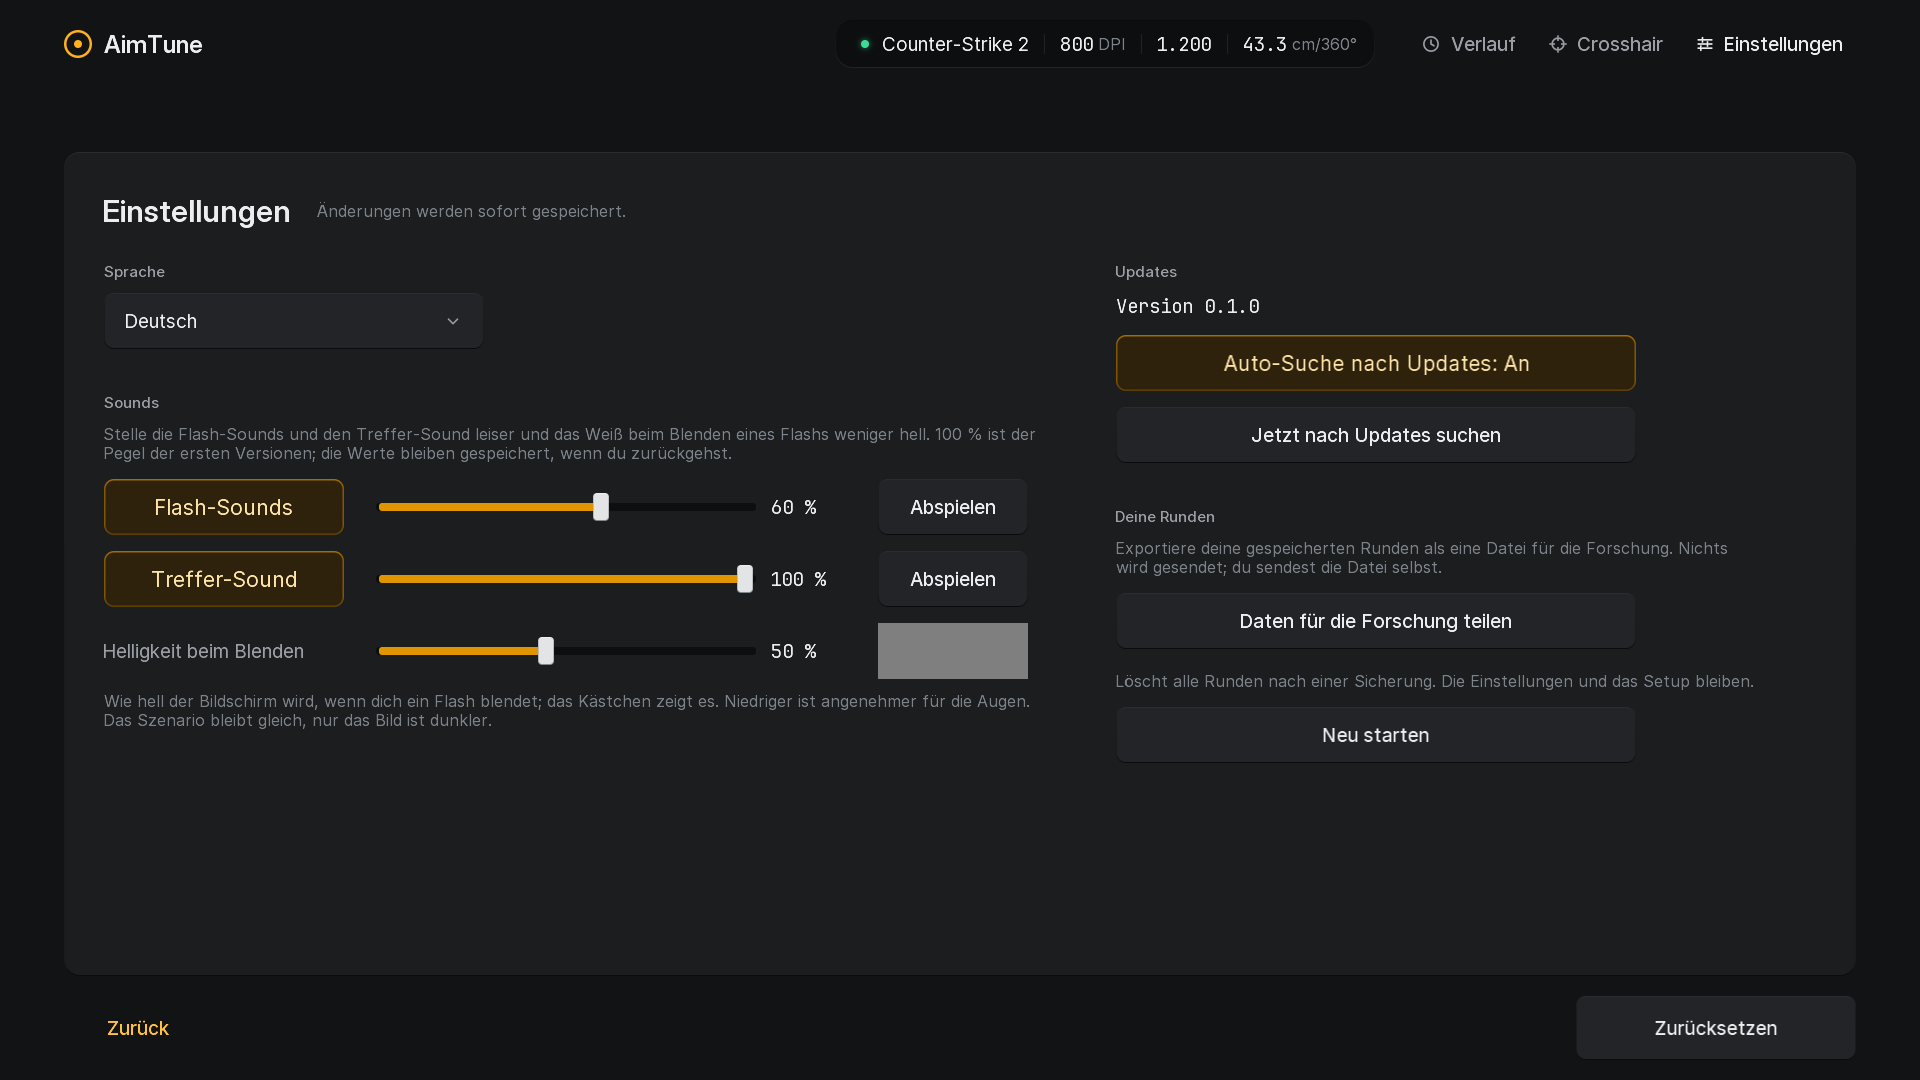 AimTune
Counter-Strike 2
800 DPI
1.200
43.3 cm/360°
Verlauf
Crosshair
Einstellungen
Einstellungen
Änderungen werden sofort gespeichert.
Sprache
Deutsch
Sounds
Stelle die Flash-Sounds und den Treffer-Sound leiser und das Weiß beim Blenden eines Flashs weniger hell. 100 % ist der
Pegel der ersten Versionen; die Werte bleiben gespeichert, wenn du zurückgehst.
Flash-Sounds
60 %
Abspielen
Treffer-Sound
100 %
Abspielen
Helligkeit beim Blenden
50 %
Wie hell der Bildschirm wird, wenn dich ein Flash blendet; das Kästchen zeigt es. Niedriger ist angenehmer für die Augen.
Das Szenario bleibt gleich, nur das Bild ist dunkler.
Updates
Version 0.1.0
Auto-Suche nach Updates: An
Jetzt nach Updates suchen
Deine Runden
Exportiere deine gespeicherten Runden als eine Datei für die Forschung. Nichts
wird gesendet; du sendest die Datei selbst.
Daten für die Forschung teilen
Löscht alle Runden nach einer Sicherung. Die Einstellungen und das Setup bleiben.
Neu starten
Zurück
Zurücksetzen